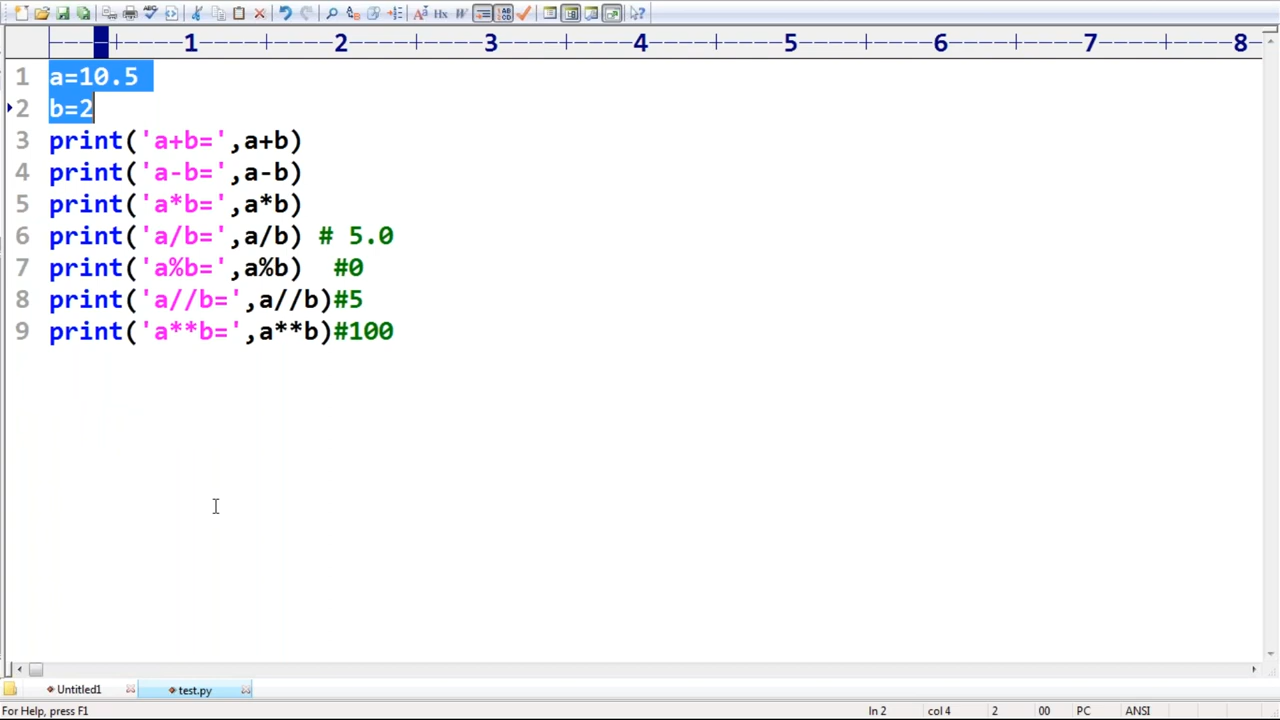 1 2 3 4 5 6 7 8
1 a=10.5
2 b=2
3 print('a+b=',a+b)
4 print('a-b=',a-b)
5 print('a*b=',a*b)
6 print('a/b=',a/b) # 5.0
7 print('a%b=',a%b)  #0
8 print('a//b=',a//b)#5
9 print('a**b=',a**b)#100
Untitled1 test.py
For Help, press F1 ln 2 col 4 2 00 PC ANSI